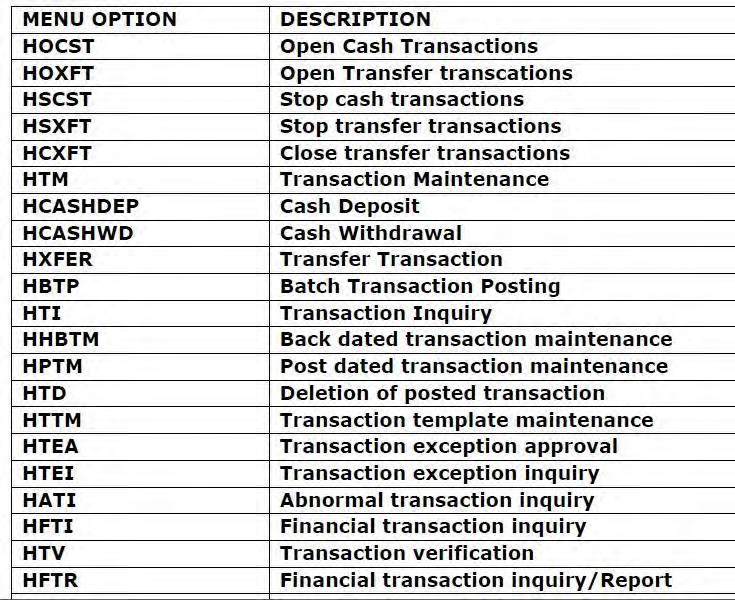 MENU OPTION DESCRIPTION
HOCST Open Cash Transactions
HOXFT Open Transfer transcations
HSCST Stop cash transactions
HSXFT Stop transfer transactions
HCXFT Close transfer transactions
HTM Transaction Maintenance
HCASHDEP Cash Deposit
HCASHWD Cash Withdrawal
HXFER Transfer Transaction
HBTP Batch Transaction Posting
HTI Transaction Inquiry
HHBTM Back dated transaction maintenance
HPTM Post dated transaction maintenance
HTD Deletion of posted transaction
HTTM Transaction template maintenance
HTEA Transaction exception approval
HTEI Transaction exception inquiry
HATI Abnormal transaction inquiry
HFTI Financial transaction inquiry
HTV Transaction verification
HFTR Financial transaction inquiry/Report